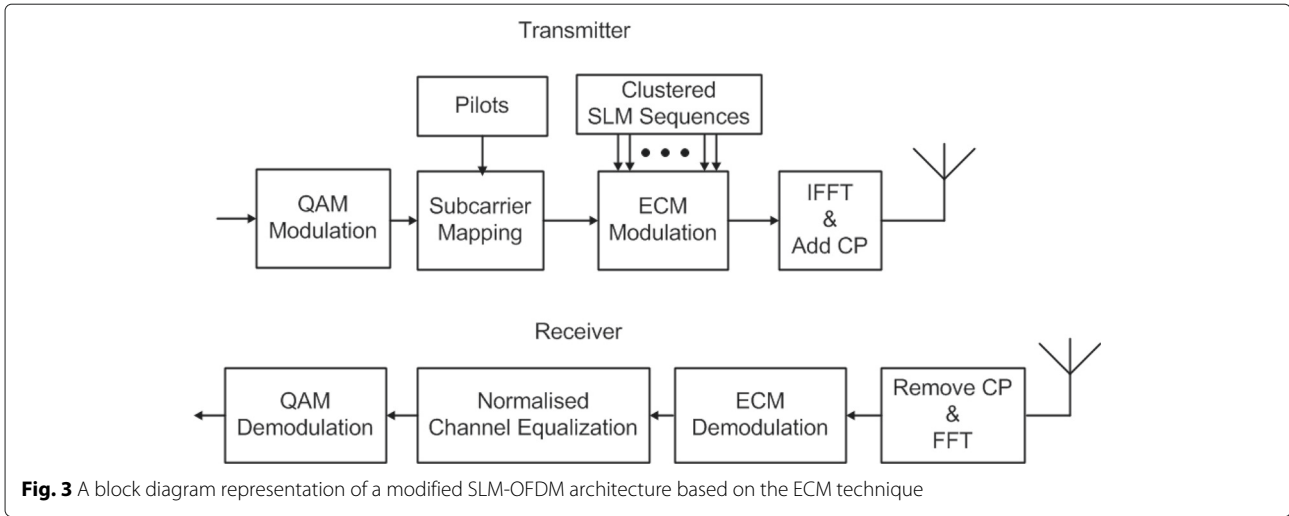 Transmitter
Pilots
Clustered
SLM Sequences
QAM
Modulation
Subcarrier
Mapping
ECM
Modulation
IFFT
&
Add CP
Receiver
QAM
Demodulation
Normalised
Channel Equalization
ECM
Demodulation
Remove CP
&
FFT
Fig. 3 A block diagram representation of a modified SLM-OFDM architecture based on the ECM technique